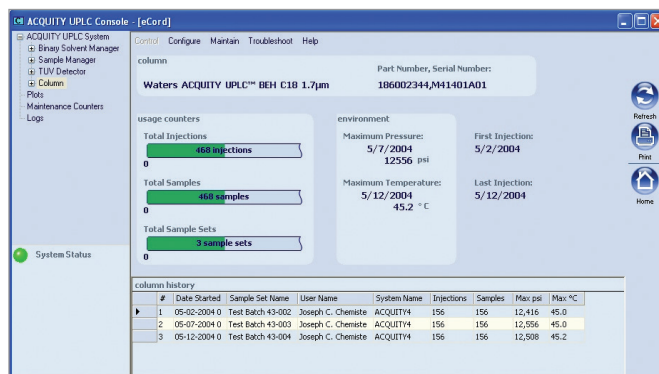 ACQUITY UPLC Console - [eCord]
ACQUITY UPLC System
Binary Solvent Manager
Sample Manager
TUV Detector
Column
Plots
Maintenance Counters
Logs
System Status
Control Configure Maintain Troubleshoot Help
column
Part Number, Serial Number:
Waters ACQUITY UPLC™ BEH C18 1.7µm 186002344,M41401A01
usage counters
Total Injections
468 injections
0
Total Samples
468 samples
0
Total Sample Sets
3 sample sets
0
environment
Maximum Pressure: First Injection:
5/7/2004 5/2/2004
12556 psi
Maximum Temperature: Last Injection:
5/12/2004 5/12/2004
45.2 °C
Refresh
Print
Home
column history
# Date Started Sample Set Name User Name System Name Injections Samples Max psi Max °C
1 05-02-2004 0 Test Batch 43-002 Joseph C. Chemiste ACQUITY4 156 156 12,416 45.0
2 05-07-2004 0 Test Batch 43-003 Joseph C. Chemiste ACQUITY4 156 156 12,556 45.0
3 05-12-2004 0 Test Batch 43-004 Joseph C. Chemiste ACQUITY4 156 156 12,508 45.2